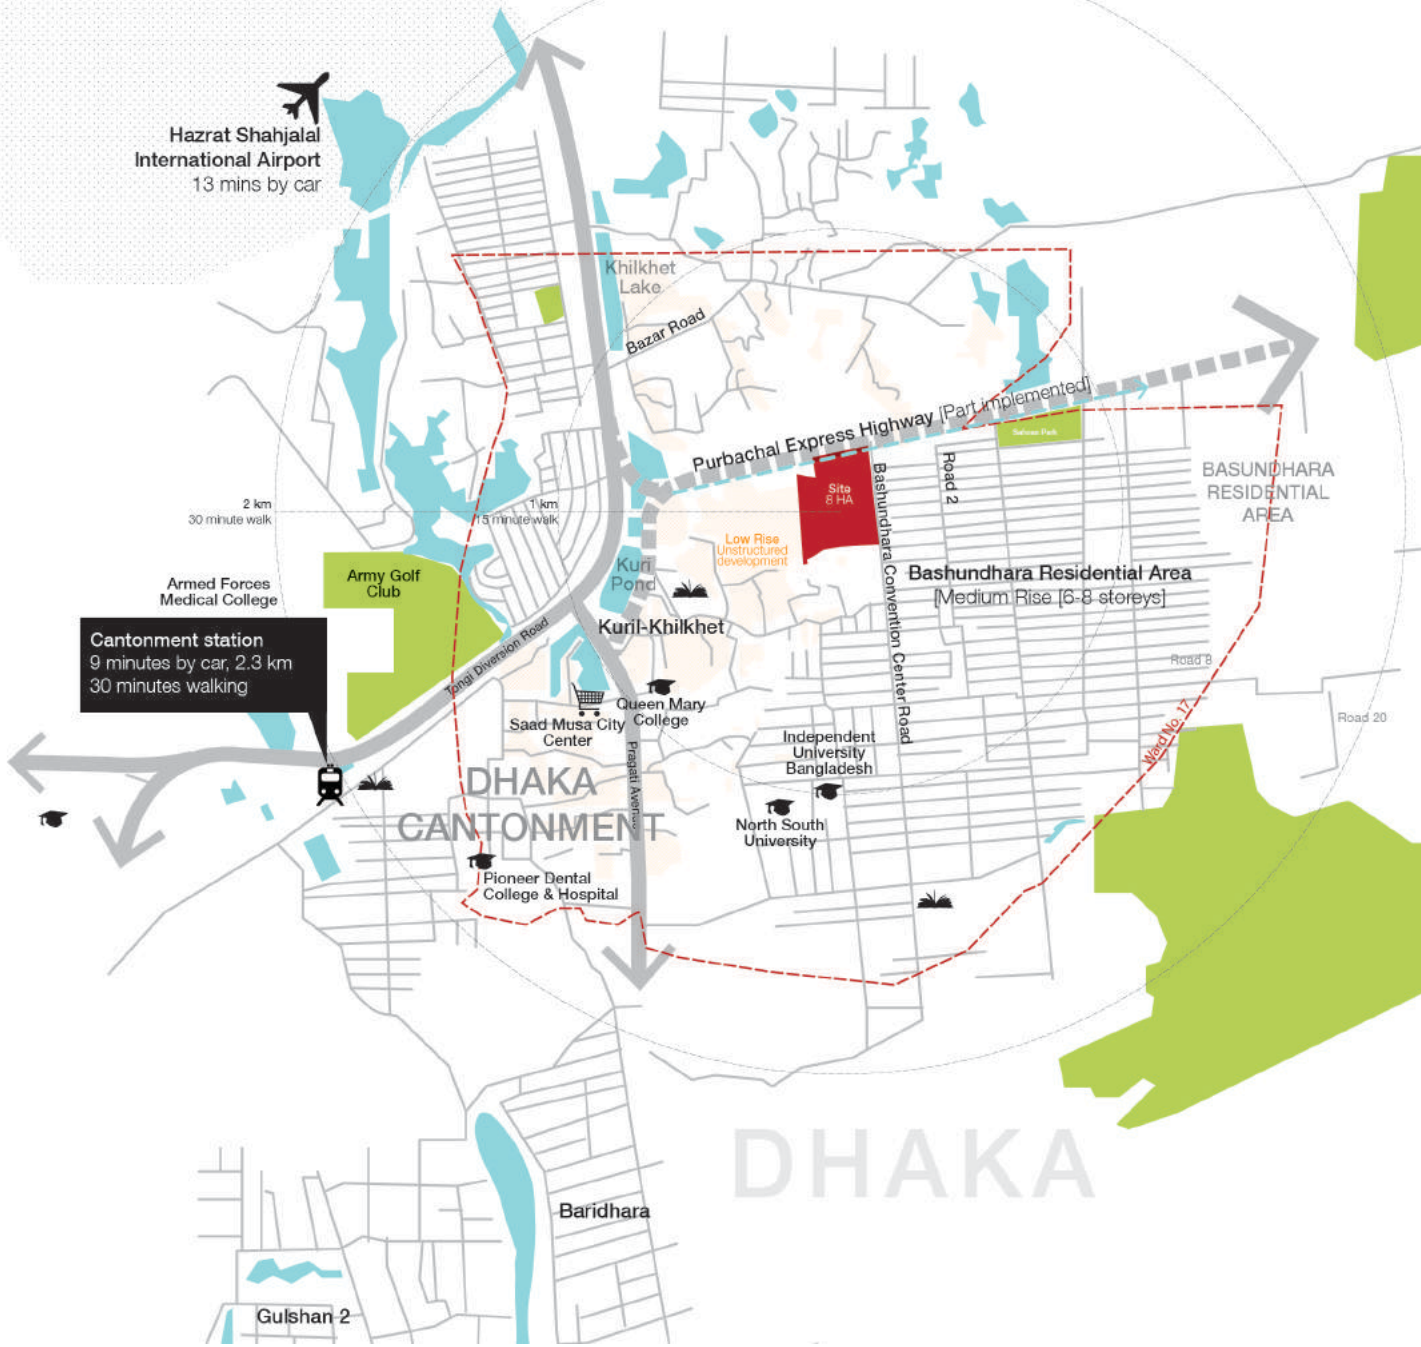 Hazrat Shahjalal
International Airport
13 mins by car
Khilkhet
Lake
Bazar Road
Purbachal Express Highway [Part implemented]
Bahwan Park
BASUNDHARA
RESIDENTIAL
AREA
Site
8 HA
Road 2
Bashundhara Convention Center Road
2 km
30 minute walk
1 km
15 minute walk
Low Rise
Unstructured
development
Kuri
Pond
Army Golf
Club
Armed Forces
Medical College
Bashundhara Residential Area
[Medium Rise [6-8 storeys]
Kuril-Khilkhet
Cantonment station
9 minutes by car, 2.3 km
30 minutes walking
Tongi Diversion Road
Road 8
Queen Mary
College
Saad Musa City
Center
Road 20
Ward No. 17
Independent
University
Bangladesh
Pragati Avenue
DHAKA
CANTONMENT
North South
University
Pioneer Dental
College & Hospital
DHAKA
Baridhara
Gulshan 2